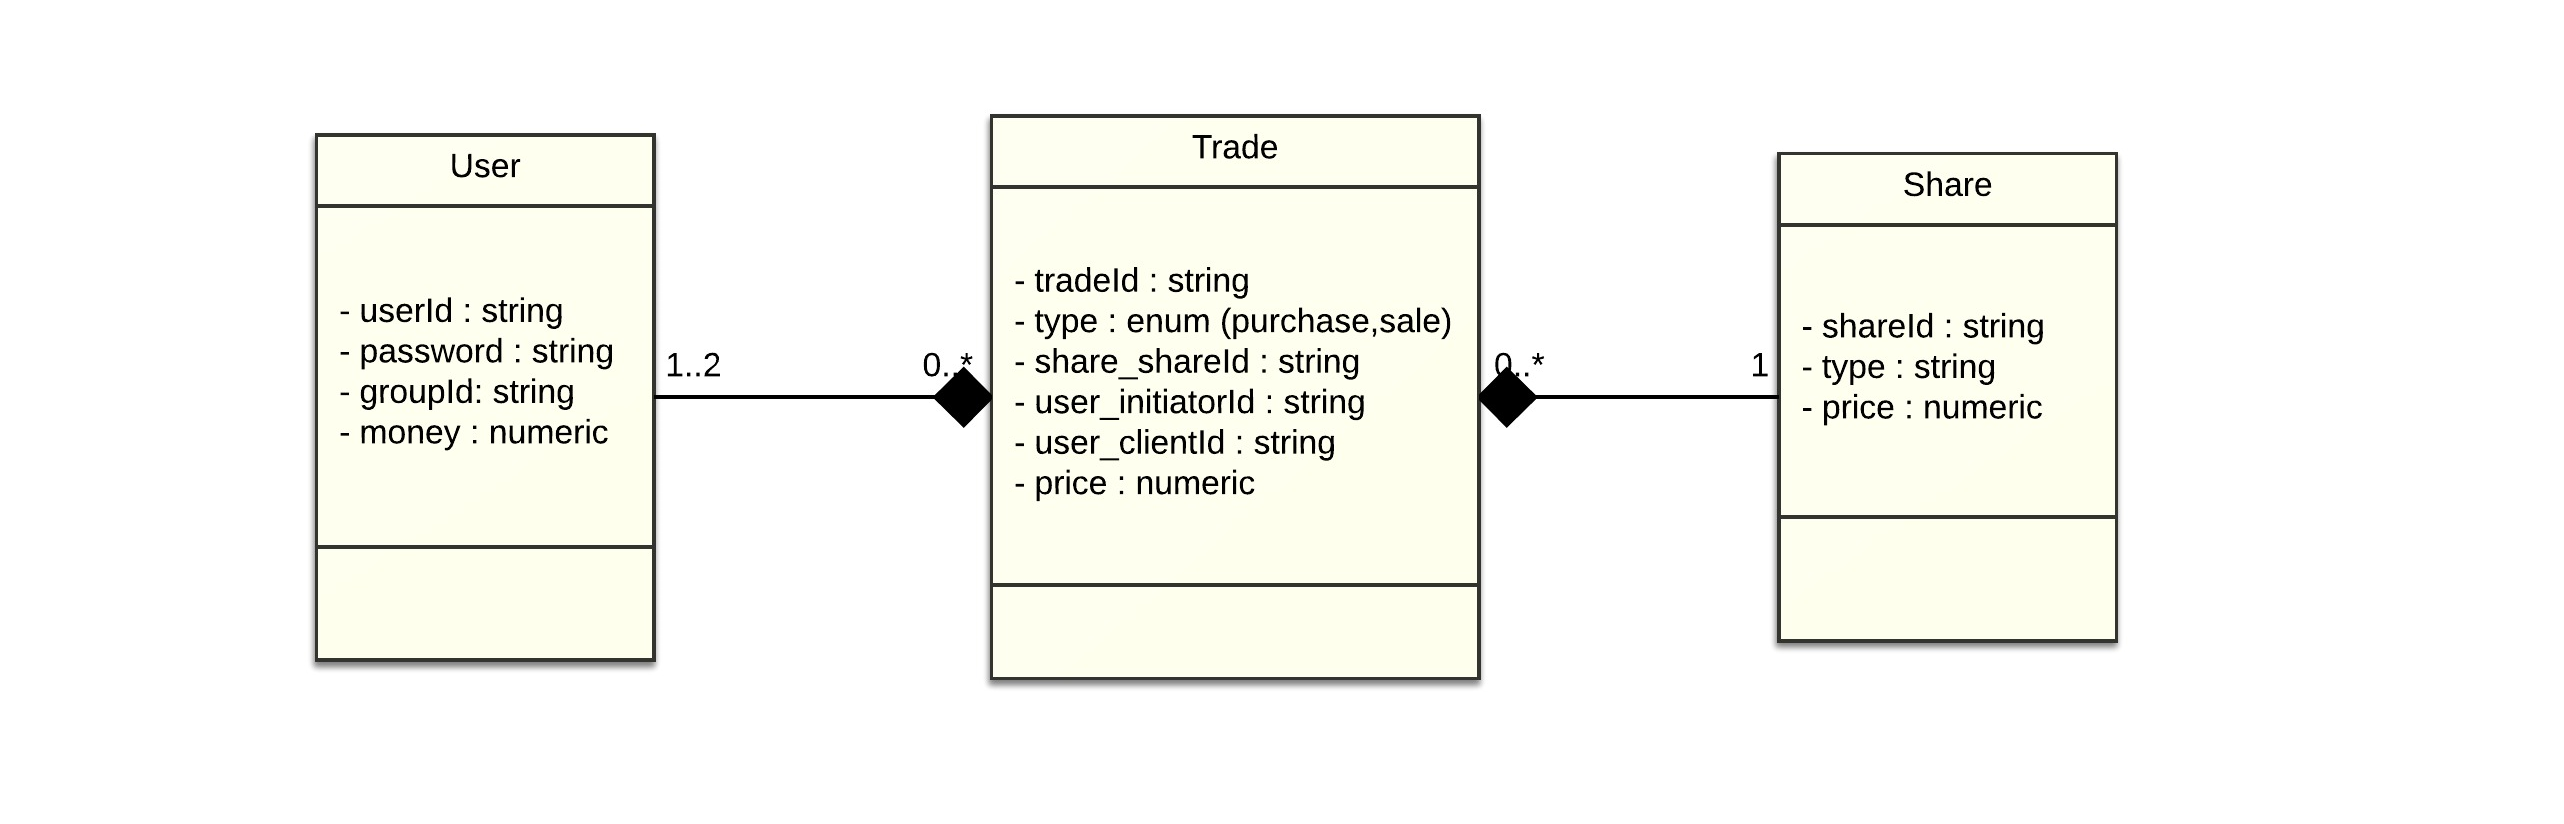 User
- userId : string
- password : string
- groupId: string
- money : numeric
1..2
0..*
Trade
- tradeId : string
- type : enum (purchase,sale)
- share_shareId : string
- user_initiatorId : string
- user_clientId : string
- price : numeric
0..*
1
Share
- shareId : string
- type : string
- price : numeric